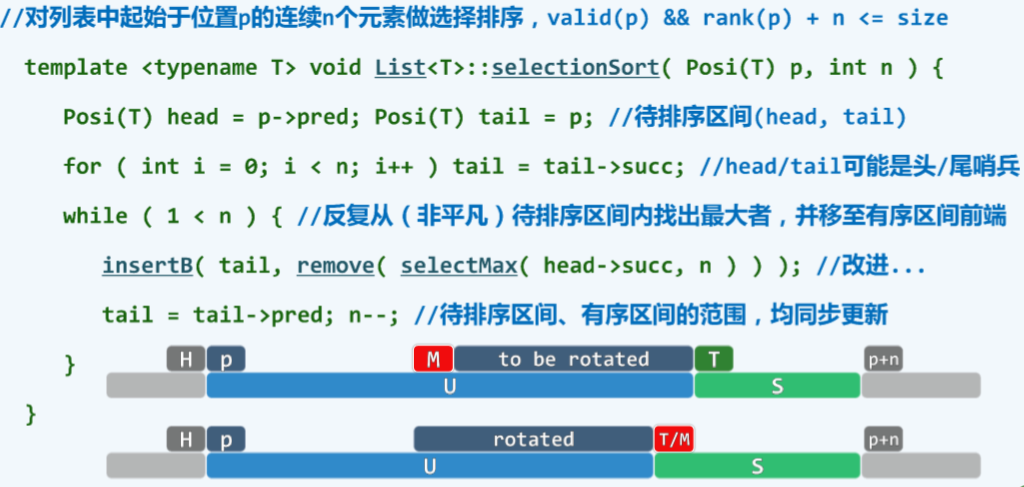 //对列表中起始于位置p的连续n个元素做选择排序，valid(p) && rank(p) + n <= size
template <typename T> void List<T>::selectionSort( Posi(T) p, int n ) {
Posi(T) head = p->pred; Posi(T) tail = p; //待排序区间(head, tail)
for ( int i = 0; i < n; i++ ) tail = tail->succ; //head/tail可能是头/尾哨兵
while ( 1 < n ) { //反复从（非平凡）待排序区间内找出最大者，并移至有序区间前端
insertB( tail, remove( selectMax( head->succ, n ) ) ); //改进...
tail = tail->pred; n--; //待排序区间、有序区间的范围，均同步更新
}
H p M to be rotated T p+n
U S
}
H p rotated T/M p+n
U S